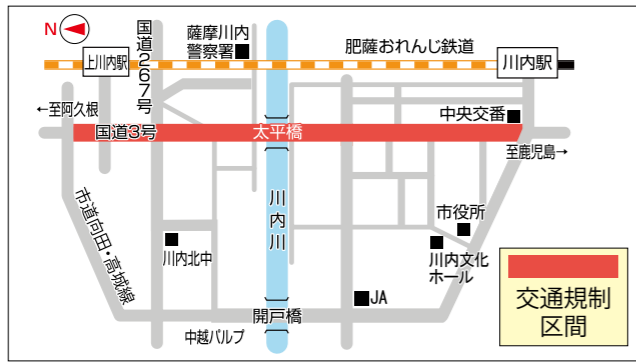 N
国道267号
薩摩川内
警察署
肥薩おれんじ鉄道
上川内駅
川内駅
←至阿久根
中央交番
国道3号
太平橋
至鹿児島→
市道向田・高城線
川内川
市役所
川内北中
川内文化
ホール
JA
開戸橋
中越パルプ
交通規制
区間